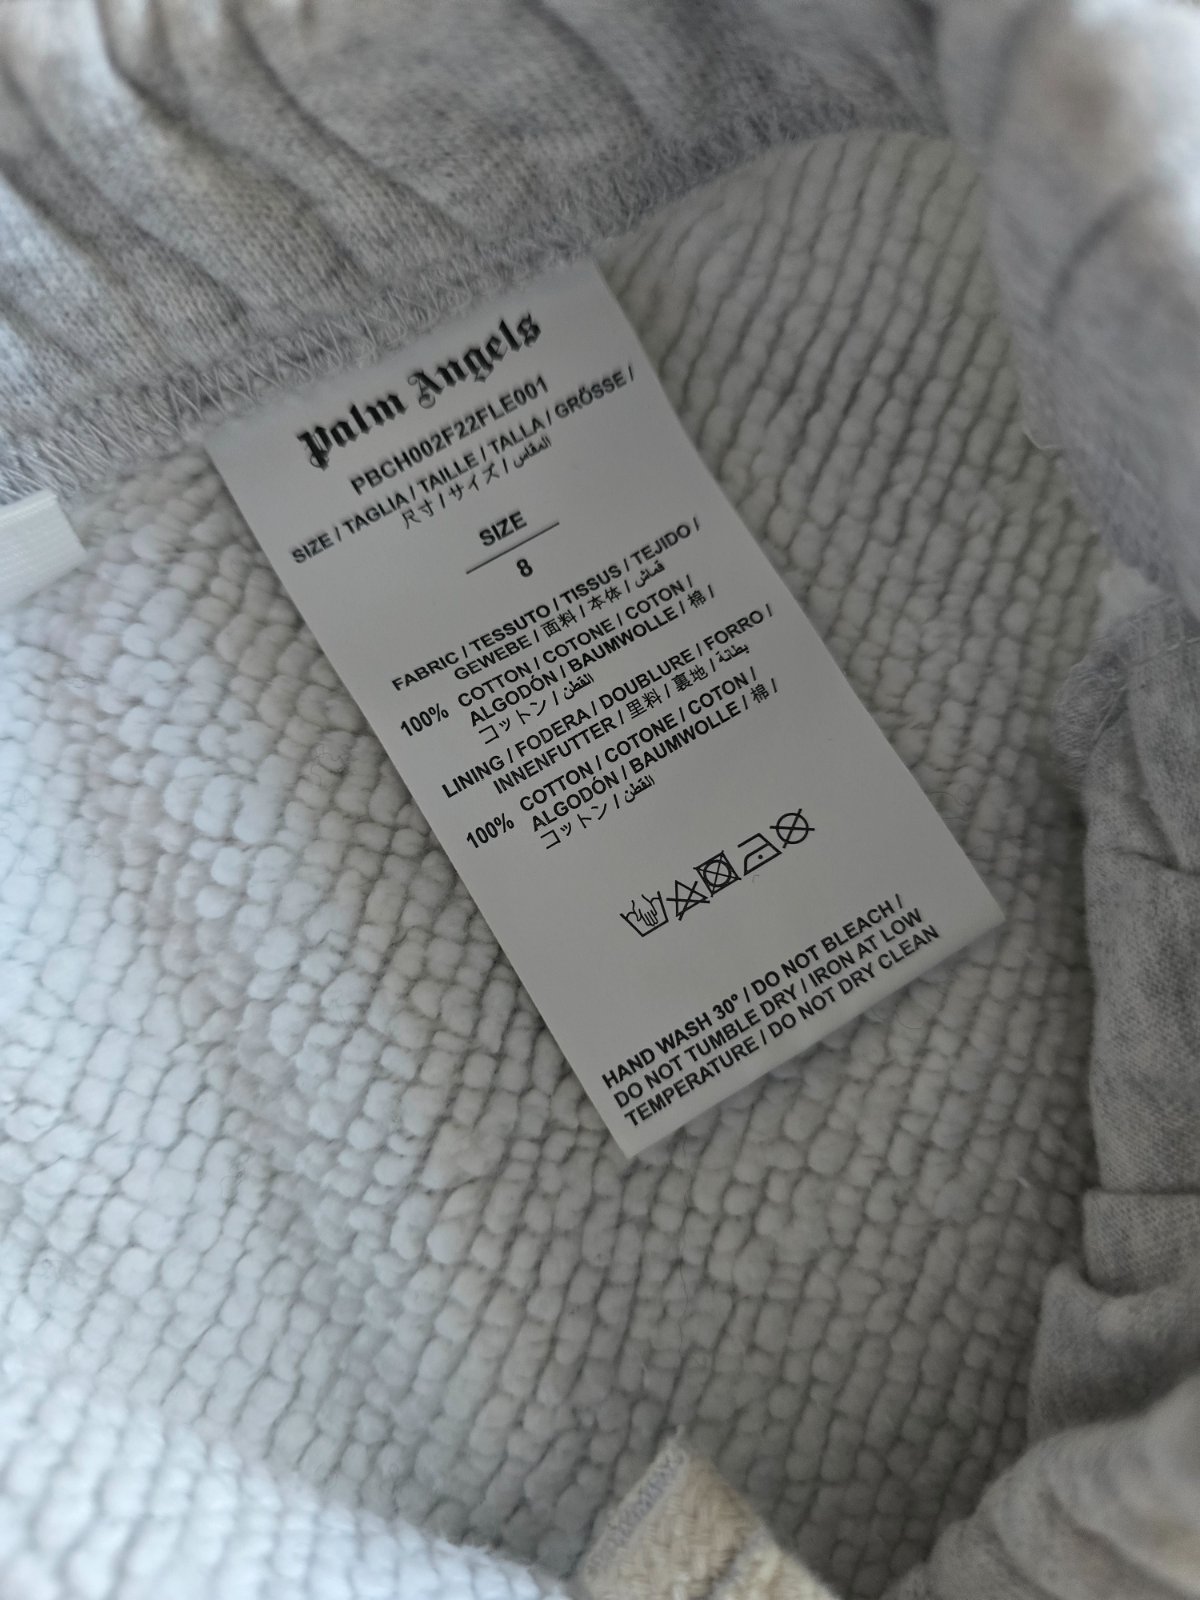 Palm Angels
PBCH002F22FLE001
SIZE / TAGLIA / TAILLE / TALLA / GRÖSSE /
尺寸 / サイズ / المقاس
SIZE
8
FABRIC / TESSUTO / TISSUS / TEJIDO /
GEWEBE / 面料 / 本体 / قماش
100% COTTON / COTONE / COTON /
ALGODÓN / BAUMWOLLE / 棉 /
コットン / القطن
LINING / FODERA / DOUBLURE / FORRO /
INNENFUTTER / 里料 / 裏地 / بطانة
100% COTTON / COTONE / COTON /
ALGODÓN / BAUMWOLLE / 棉 /
コットン / القطن
HAND WASH 30° / DO NOT BLEACH /
DO NOT TUMBLE DRY / IRON AT LOW
TEMPERATURE / DO NOT DRY CLEAN